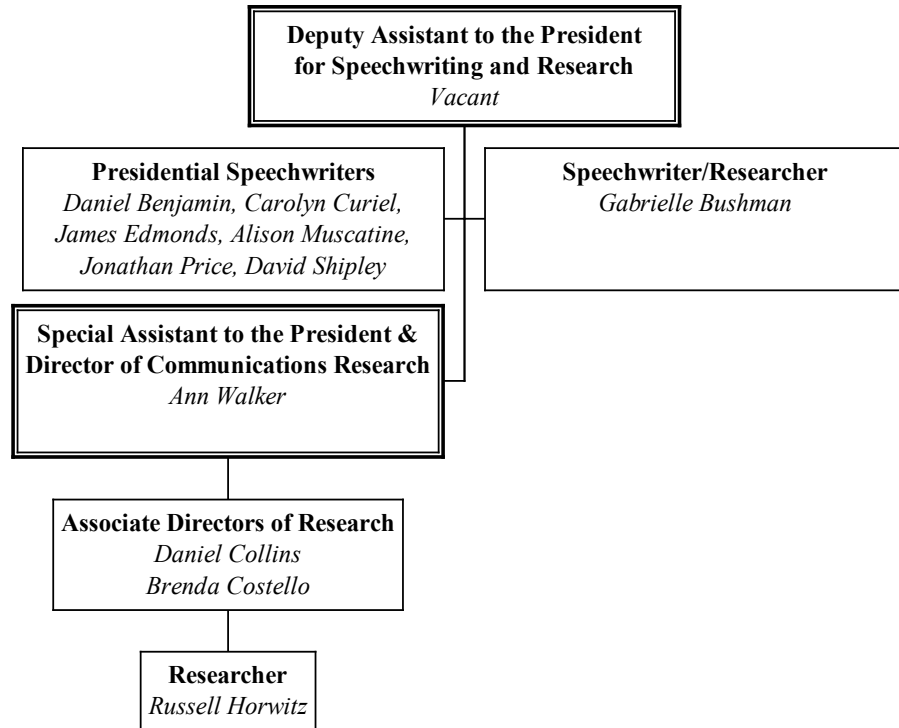 Deputy Assistant to the President
for Speechwriting and Research
Vacant
Presidential Speechwriters
Daniel Benjamin, Carolyn Curiel,
James Edmonds, Alison Muscatine,
Jonathan Price, David Shipley
Speechwriter/Researcher
Gabrielle Bushman
Special Assistant to the President &
Director of Communications Research
Ann Walker
Associate Directors of Research
Daniel Collins
Brenda Costello
Researcher
Russell Horwitz